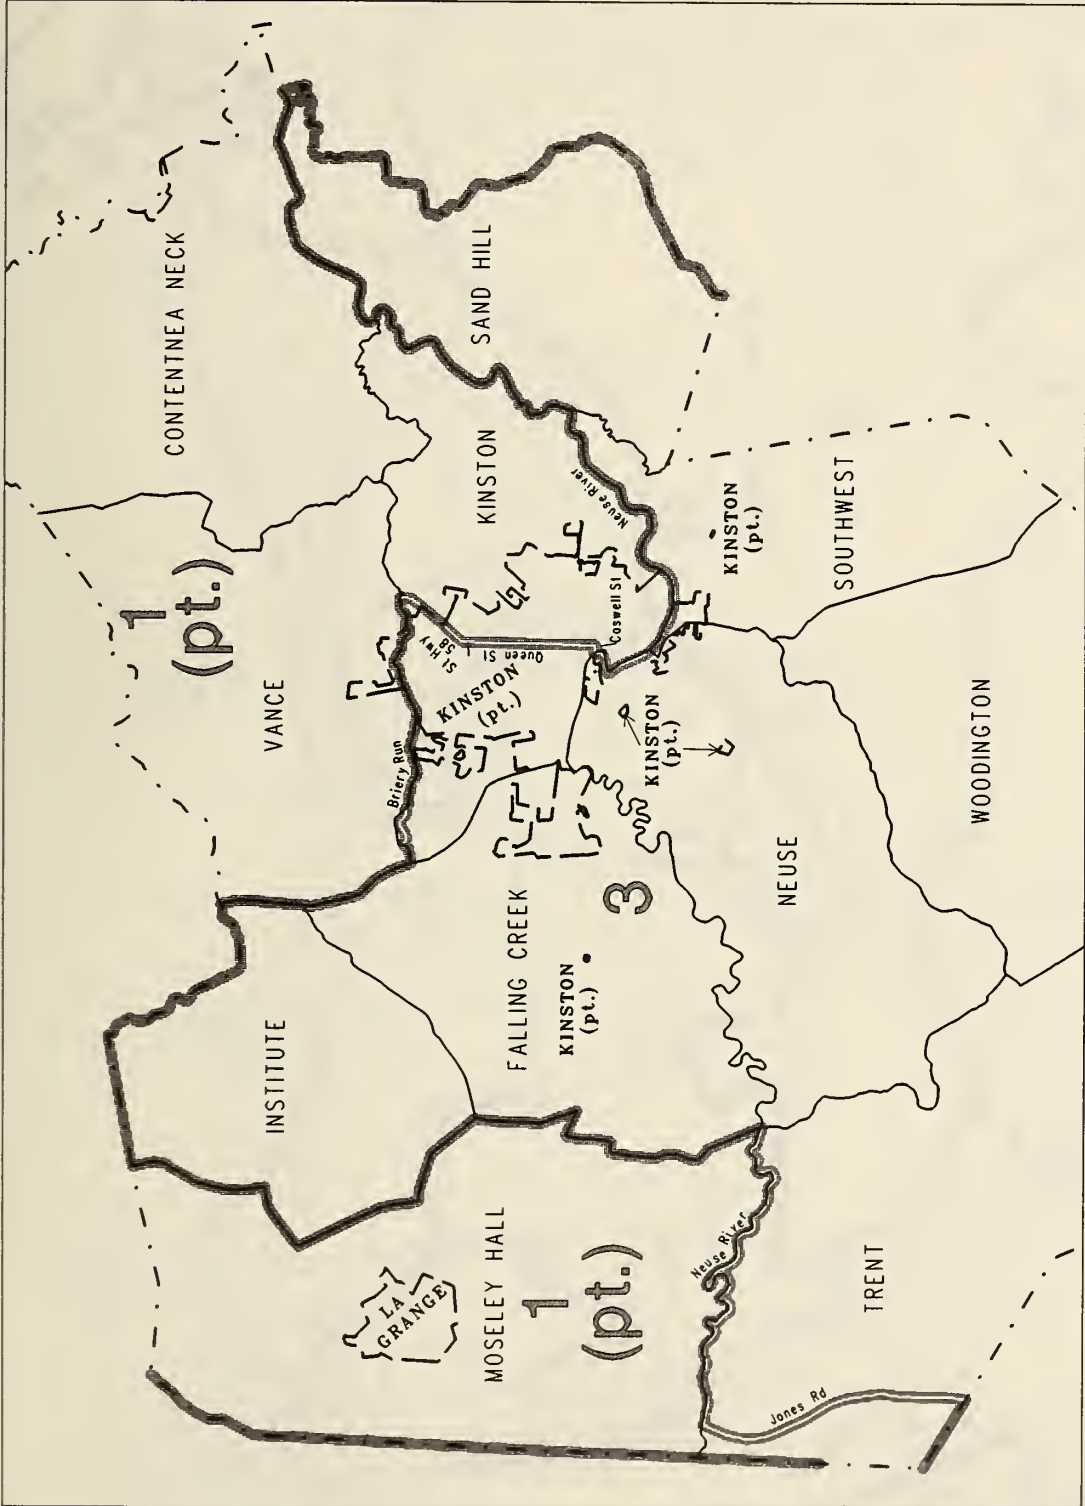 CONTENTNEA NECK
SAND HILL
KINSTON
Neuse River
KINSTON
(pt.)
SOUTHWEST
1
(pt.)
VANCE
St Hwy
58
Queen St
Caswell St
KINSTON
(pt.)
Briery Run
KINSTON
(pt.)
WOODINGTON
NEUSE
3
FALLING CREEK
KINSTON
(pt.)
INSTITUTE
MOSELEY HALL
1
(pt.)
LA
GRANGE
Neuse River
TRENT
Jones Rd